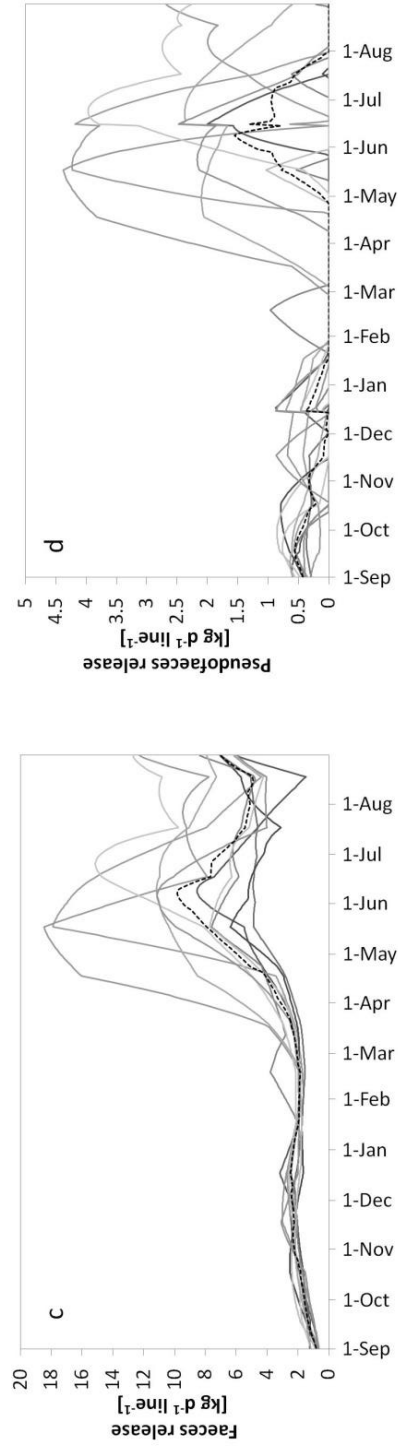 c
Faeces release
[kg d⁻¹ line⁻¹]
20
18
16
14
12
10
8
6
4
2
0
1-Sep
1-Oct
1-Nov
1-Dec
1-Jan
1-Feb
1-Mar
1-Apr
1-May
1-Jun
1-Jul
1-Aug
d
Pseudofaeces release
[kg d⁻¹ line⁻¹]
5
4.5
4
3.5
3
2.5
2
1.5
1
0.5
0
1-Sep
1-Oct
1-Nov
1-Dec
1-Jan
1-Feb
1-Mar
1-Apr
1-May
1-Jun
1-Jul
1-Aug